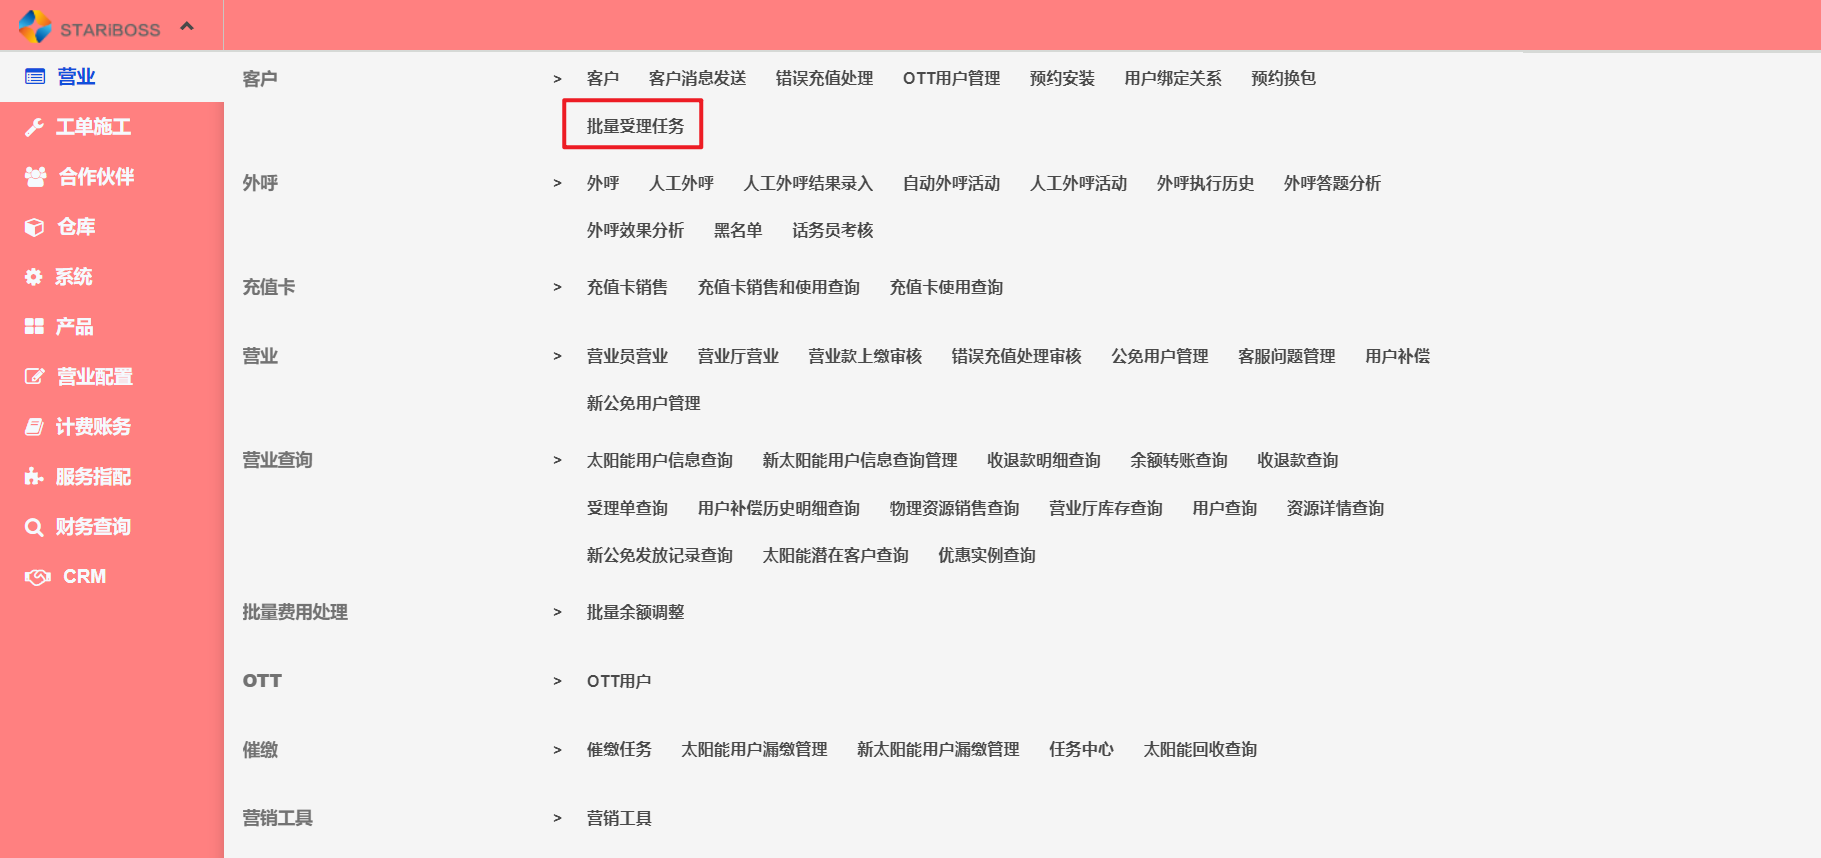 STARiBOSS
营业
工单施工
合作伙伴
仓库
系统
产品
营业配置
计费账务
服务指配
财务查询
CRM
客户 > 客户 客户消息发送 错误充值处理 OTT用户管理 预约安装 用户绑定关系 预约换包
批量受理任务
外呼 > 外呼 人工外呼 人工外呼结果录入 自动外呼活动 人工外呼活动 外呼执行历史 外呼答题分析
外呼效果分析 黑名单 话务员考核
充值卡 > 充值卡销售 充值卡销售和使用查询 充值卡使用查询
营业 > 营业员营业 营业厅营业 营业款上缴审核 错误充值处理审核 公免用户管理 客服问题管理 用户补偿
新公免用户管理
营业查询 > 太阳能用户信息查询 新太阳能用户信息查询管理 收退款明细查询 余额转账查询 收退款查询
受理单查询 用户补偿历史明细查询 物理资源销售查询 营业厅库存查询 用户查询 资源详情查询
新公免发放记录查询 太阳能潜在客户查询 优惠实例查询
批量费用处理 > 批量余额调整
OTT > OTT用户
催缴 > 催缴任务 太阳能用户漏缴管理 新太阳能用户漏缴管理 任务中心 太阳能回收查询
营销工具 > 营销工具